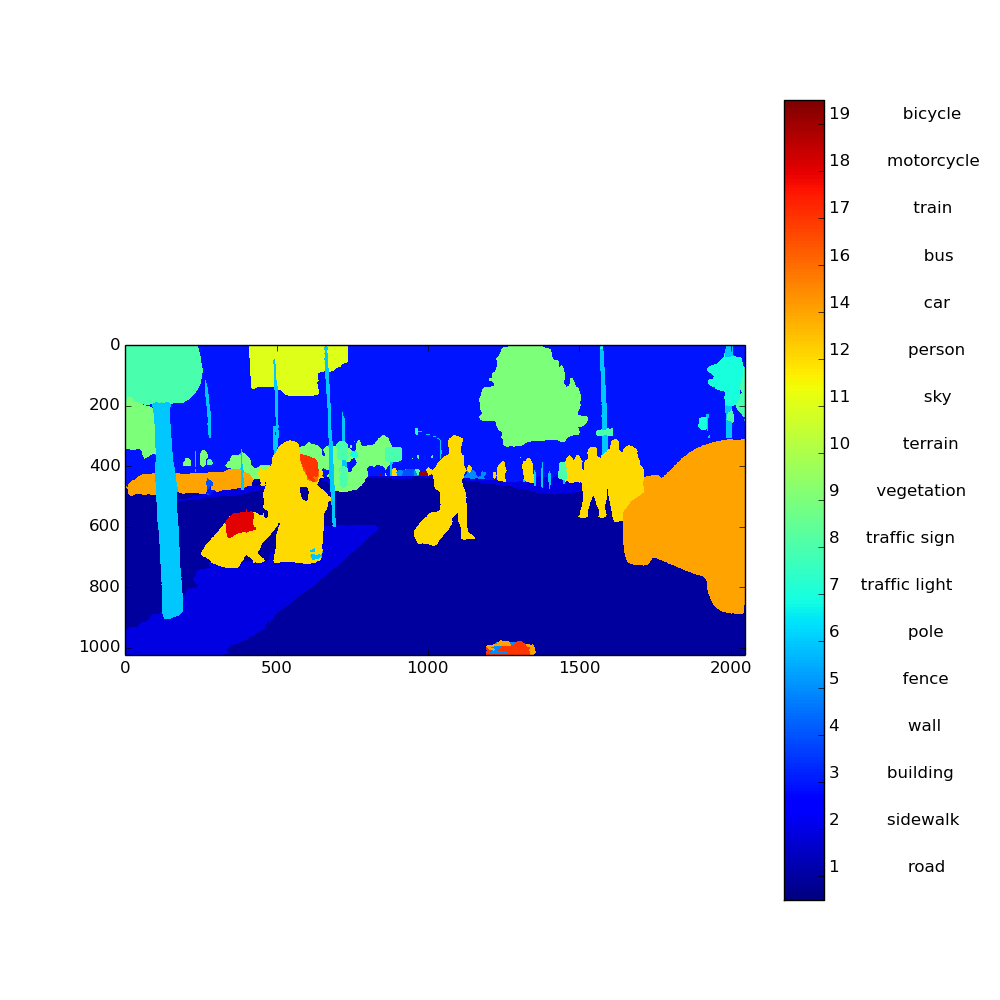 19 bicycle
18 motorcycle
17 train
16 bus
14 car
12 person
11 sky
10 terrain
9 vegetation
8 traffic sign
7 traffic light
6 pole
5 fence
4 wall
3 building
2 sidewalk
1 road
0
200
400
600
800
1000
0 500 1000 1500 2000